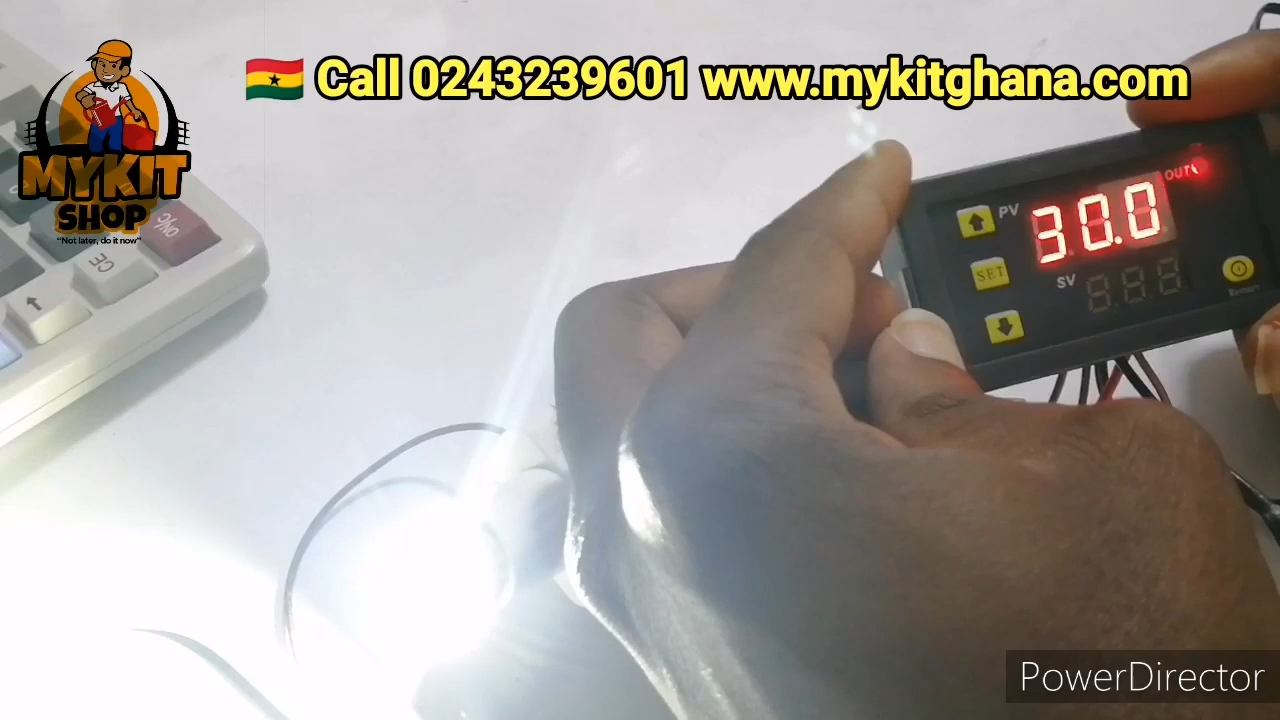 Call 0243239601 www.mykitghana.com
MYKIT
SHOP
"Not later, do it now"
PV
30.0
OUT
SET
SV
ON/C
CE
PowerDirector